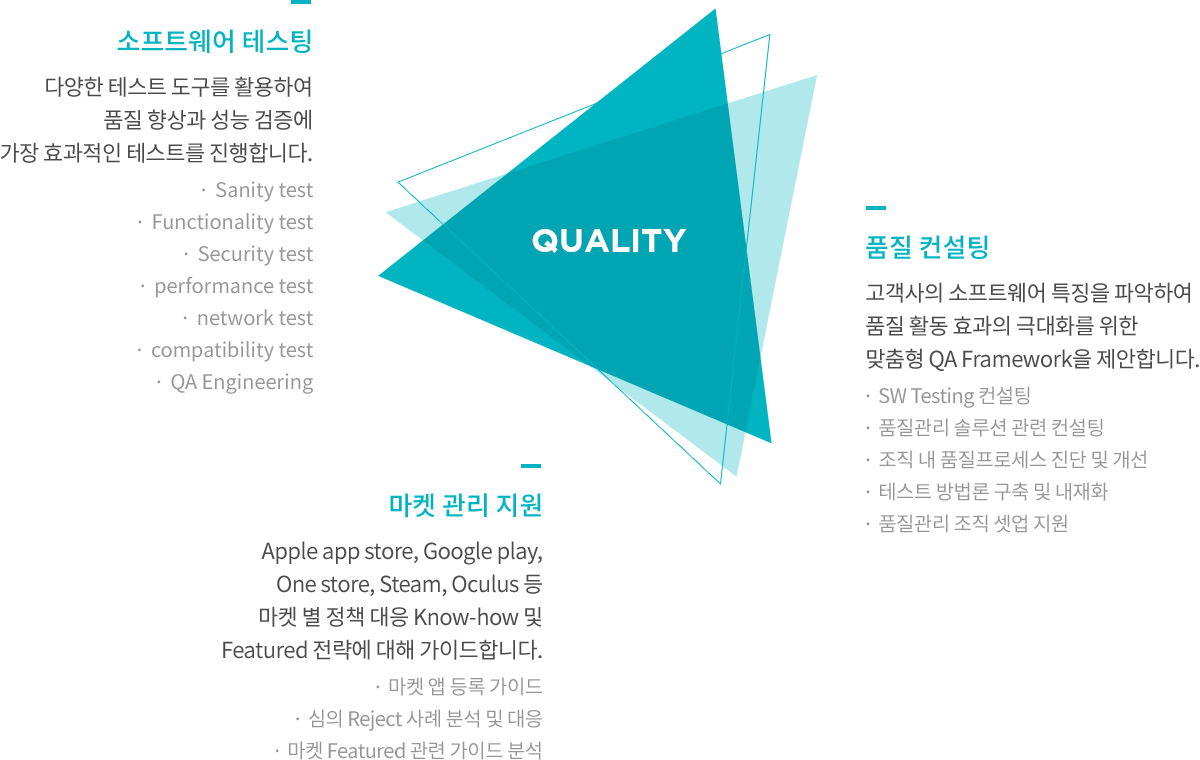 소프트웨어 테스팅
다양한 테스트 도구를 활용하여
품질 향상과 성능 검증에
가장 효과적인 테스트를 진행합니다.
· Sanity test
· Functionality test
· Security test
· performance test
· network test
· compatibility test
· QA Engineering
QUALITY
품질 컨설팅
고객사의 소프트웨어 특징을 파악하여
품질 활동 효과의 극대화를 위한
맞춤형 QA Framework을 제안합니다.
· SW Testing 컨설팅
· 품질관리 솔루션 관련 컨설팅
· 조직 내 품질프로세스 진단 및 개선
· 테스트 방법론 구축 및 내재화
· 품질관리 조직 셋업 지원
마켓 관리 지원
Apple app store, Google play,
One store, Steam, Oculus 등
마켓 별 정책 대응 Know-how 및
Featured 전략에 대해 가이드합니다.
· 마켓 앱 등록 가이드
· 심의 Reject 사례 분석 및 대응
· 마켓 Featured 관련 가이드 분석